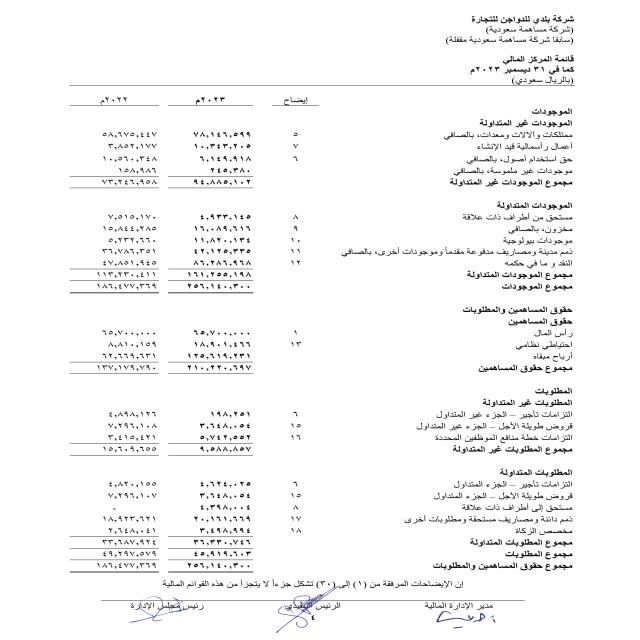 شركة بلدي للدواجن للتجارة
(شركة مساهمة سعودية)
(سابقا شركة مساهمة سعودية مقفلة)
قائمة المركز المالي
كما في ٣١ ديسمبر ٢٠٢٣م
(بالريال سعودي)
إيضاح ٢٠٢٣م ٢٠٢٢م
الموجودات
الموجودات غير المتداولة
ممتلكات وآلات ومعدات، بالصافي ٥ ٧٨,١٤٦,٥٩٩ ٥٨,٦٧٥,٤٤٧
أعمال رأسمالية قيد الإنشاء ٧ ١٠,٣٤٣,٢٠٥ ٣,٨٥٢,١٧٧
حق استخدام أصول، بالصافي ٦ ٦,١٤٩,٩١٨ ١٠,٥٦٠,٣٤٨
موجودات غير ملموسة، بالصافي ٢٤٥,٣٨٠ ١٥٨,٩٨٦
مجموع الموجودات غير المتداولة ٩٤,٨٨٥,١٠٢ ٧٣,٢٤٦,٩٥٨
الموجودات المتداولة
مستحق من أطراف ذات علاقة ٨ ٤,٩٣٣,١٤٥ ٧,٥١٥,١٧٠
مخزون، بالصافي ٩ ١٦,٠٨٩,٦١٦ ١٥,٨٤٤,٢٨٥
موجودات بيولوجية ١٠ ١١,٨٢٠,١٣٤ ٥,٢٣٢,٦٦٠
ذمم مدينة ومصاريف مدفوعة مقدماً وموجودات أخرى، بالصافي ١١ ٤٢,١٢٥,٣٣٥ ٣٦,٧٨٦,٣٥١
النقد و ما في حكمه ١٢ ٨٦,٢٨٦,٩٦٨ ٤٧,٨٥١,٩٤٥
مجموع الموجودات المتداولة ١٦١,٢٥٥,١٩٨ ١١٣,٢٣٠,٤١١
مجموع الموجودات ٢٥٦,١٤٠,٣٠٠ ١٨٦,٤٧٧,٣٦٩
حقوق المساهمين والمطلوبات
حقوق المساهمين
رأس المال ١ ٦٥,٧٠٠,٠٠٠ ٦٥,٧٠٠,٠٠٠
احتياطي نظامي ١٣ ١٨,٩٠١,٤٦٦ ٨,٨١٠,١٥٩
أرباح مبقاه ١٢٥,٦١٩,٢٣١ ٦٢,٦٦٩,٦٣١
مجموع حقوق المساهمين ٢١٠,٢٢٠,٦٩٧ ١٣٧,١٧٩,٧٩٠
المطلوبات
المطلوبات غير المتداولة
التزامات تأجير – الجزء غير المتداول ٦ ١٩٨,٢٥١ ٤,٨٩٨,١٢٦
قروض طويلة الأجل – الجزء غير المتداول ١٥ ٣,٦٤٨,٠٥٤ ٧,٢٩٦,١٠٨
التزامات خطة منافع الموظفين المحددة ١٦ ٥,٧٤٢,٥٥٢ ٣,٤١٥,٤٢١
مجموع المطلوبات غير المتداولة ٩,٥٨٨,٨٥٧ ١٥,٦٠٩,٦٥٥
المطلوبات المتداولة
التزامات تأجير – الجزء المتداول ٦ ٤,٦٢٤,٠٢٥ ٤,٨٢٠,١٥٥
قروض طويلة الأجل – الجزء المتداول ١٥ ٣,٦٤٨,٠٥٤ ٧,٢٩٦,١٠٧
مستحق إلى أطراف ذات علاقة ٨ ٤,٣٩٨,٠٠٤ -
ذمم دائنة ومصاريف مستحقة ومطلوبات أخرى ١٧ ٢٠,١٦١,٦٦٩ ١٨,٩٢٣,٦٢١
مخصص الزكاة ١٨ ٣,٤٩٨,٩٩٤ ٢,٦٤٨,٠٤١
مجموع المطلوبات المتداولة ٣٦,٣٣٠,٧٤٦ ٣٣,٦٨٧,٩٢٤
مجموع المطلوبات ٤٥,٩١٩,٦٠٣ ٤٩,٢٩٧,٥٧٩
مجموع حقوق المساهمين والمطلوبات ٢٥٦,١٤٠,٣٠٠ ١٨٦,٤٧٧,٣٦٩
إن الإيضاحات المرفقة من (١) إلى (٣٠) تشكل جزءاً لا يتجزأ من هذه القوائم المالية
مدير الإدارة المالية الرئيس التنفيذي رئيس مجلس الإدارة
٤